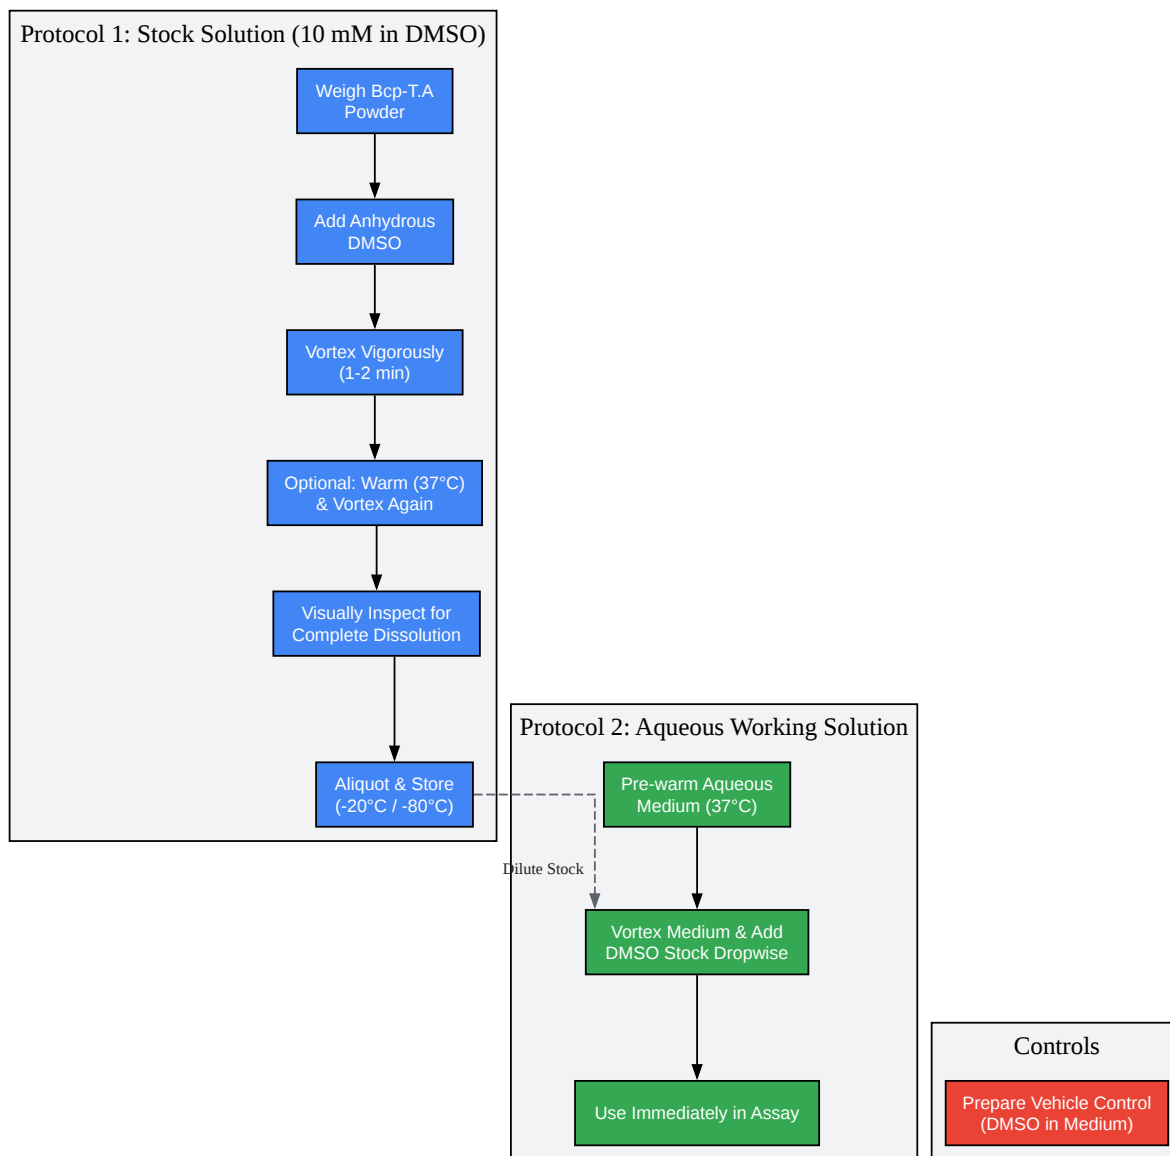 Protocol 1: Stock Solution (10 mM in DMSO)
Weigh Bcp-T.A
Powder
Add Anhydrous
DMSO
Vortex Vigorously
(1-2 min)
Optional: Warm (37°C)
& Vortex Again
Visually Inspect for
Complete Dissolution
Aliquot & Store
(-20°C / -80°C)
Dilute Stock
Protocol 2: Aqueous Working Solution
Pre-warm Aqueous
Medium (37°C)
Vortex Medium & Add
DMSO Stock Dropwise
Use Immediately in Assay
Controls
Prepare Vehicle Control
(DMSO in Medium)